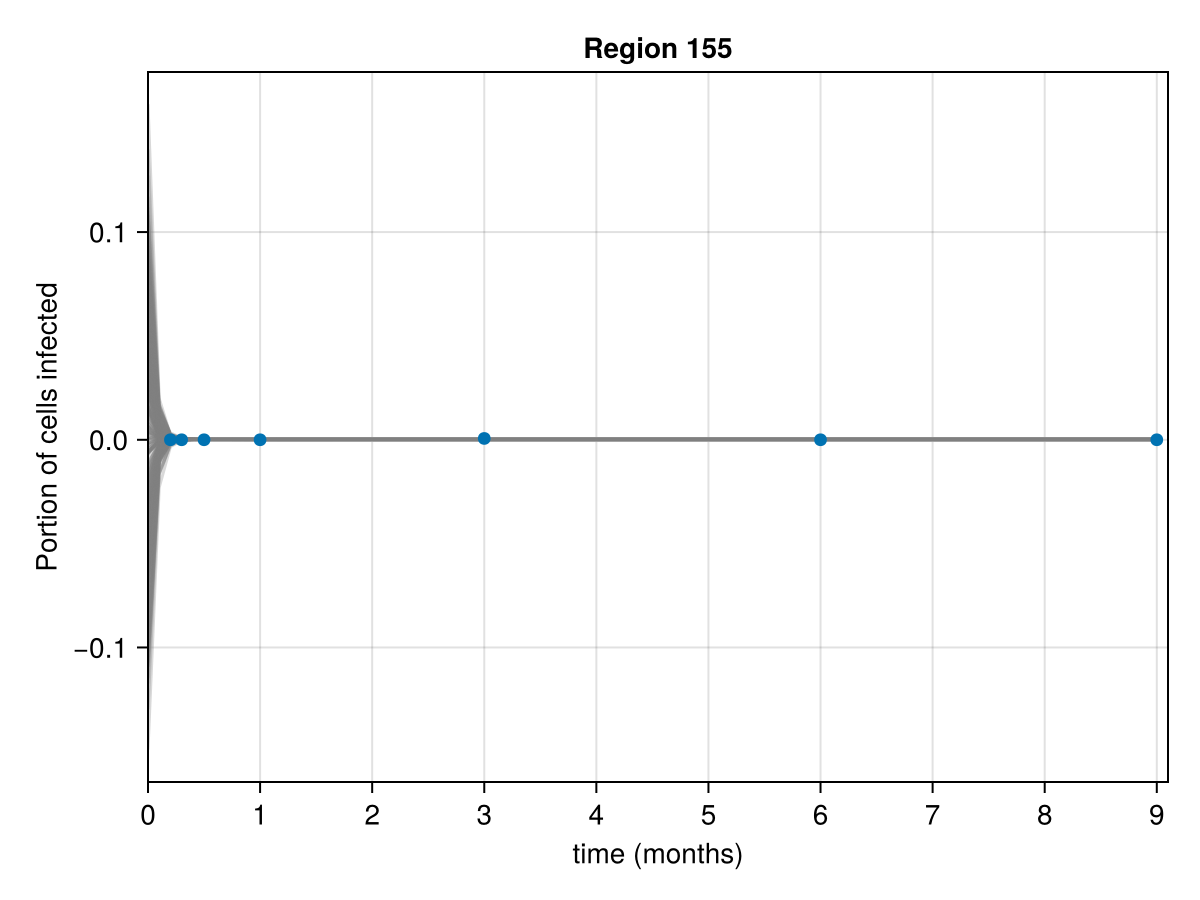 Region 155
Portion of cells infected
0.1
0.0
−0.1
0 1 2 3 4 5 6 7 8 9
time (months)